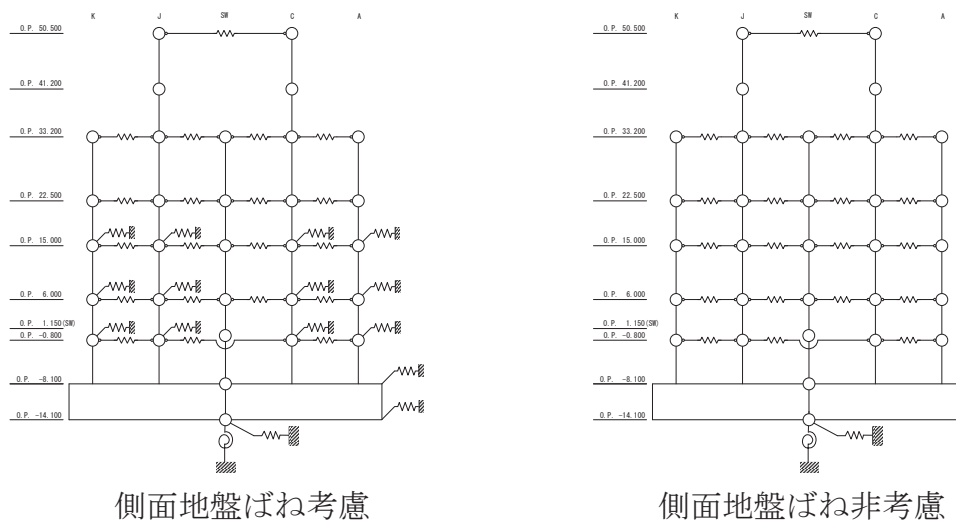 K J SW C A
O.P. 50.500
O.P. 41.200
O.P. 33.200
O.P. 22.500
O.P. 15.000
O.P. 6.000
O.P. 1.150(SW)
O.P. -0.800
O.P. -8.100
O.P. -14.100
側面地盤ばね考慮
K J SW C A
O.P. 50.500
O.P. 41.200
O.P. 33.200
O.P. 22.500
O.P. 15.000
O.P. 6.000
O.P. 1.150(SW)
O.P. -0.800
O.P. -8.100
O.P. -14.100
側面地盤ばね非考慮